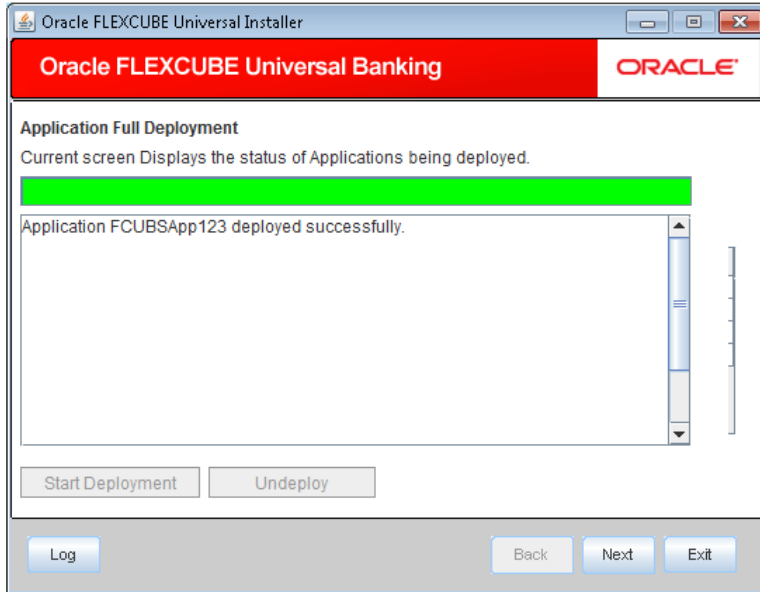 Oracle FLEXCUBE Universal Installer
Oracle FLEXCUBE Universal Banking
ORACLE
Application Full Deployment
Current screen Displays the status of Applications being deployed.
Application FCUBSApp123 deployed successfully.
Start Deployment Undeploy
Log Back Next Exit